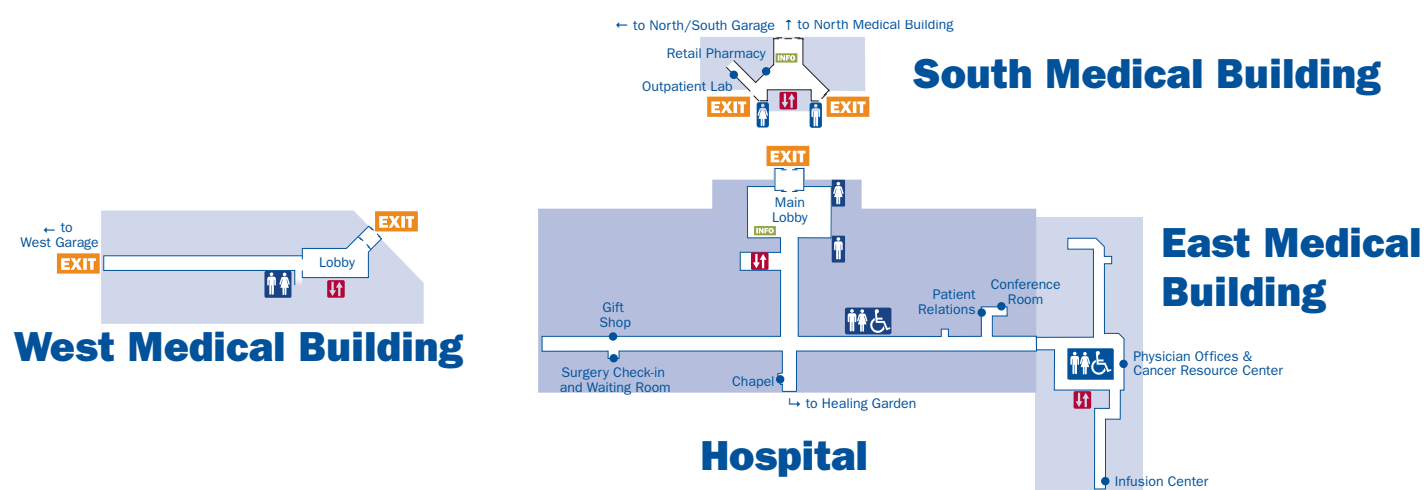 ← to North/South Garage ↑ to North Medical Building
Retail Pharmacy
INFO
Outpatient Lab
EXIT
EXIT
South Medical Building
EXIT
Main
Lobby
INFO
← to
West Garage
EXIT
EXIT
Lobby
West Medical Building
East Medical
Building
Gift
Shop
Patient
Relations
Conference
Room
Surgery Check-in
and Waiting Room
Chapel
↳ to Healing Garden
Physician Offices &
Cancer Resource Center
Hospital
Infusion Center